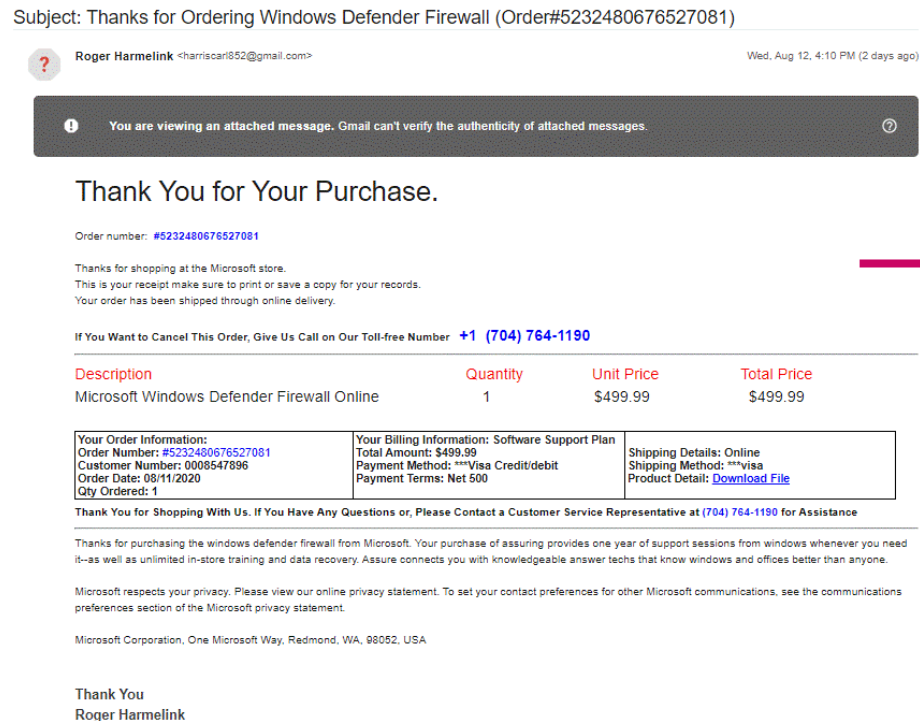 Subject: Thanks for Ordering Windows Defender Firewall (Order#5232480676527081)
Roger Harmelink <harriscarl852@gmail.com>
Wed, Aug 12, 4:10 PM (2 days ago)
You are viewing an attached message. Gmail can't verify the authenticity of attached messages.
Thank You for Your Purchase.
Order number: #5232480676527081
Thanks for shopping at the Microsoft store.
This is your receipt make sure to print or save a copy for your records.
Your order has been shipped through online delivery.
If You Want to Cancel This Order, Give Us Call on Our Toll-free Number +1 (704) 764-1190
Description Quantity Unit Price Total Price
Microsoft Windows Defender Firewall Online 1 $499.99 $499.99
Your Order Information:
Order Number: #5232480676527081
Customer Number: 0008547896
Order Date: 08/11/2020
Qty Ordered: 1
Your Billing Information: Software Support Plan
Total Amount: $499.99
Payment Method: ***Visa Credit/debit
Payment Terms: Net 500
Shipping Details: Online
Shipping Method: ***visa
Product Detail: Download File
Thank You for Shopping With Us. If You Have Any Questions or, Please Contact a Customer Service Representative at (704) 764-1190 for Assistance
Thanks for purchasing the windows defender firewall from Microsoft. Your purchase of assuring provides one year of support sessions from windows whenever you need
it--as well as unlimited in-store training and data recovery. Assure connects you with knowledgeable answer techs that know windows and offices better than anyone.
Microsoft respects your privacy. Please view our online privacy statement. To set your contact preferences for other Microsoft communications, see the communications
preferences section of the Microsoft privacy statement.
Microsoft Corporation, One Microsoft Way, Redmond, WA, 98052, USA
Thank You
Roger Harmelink